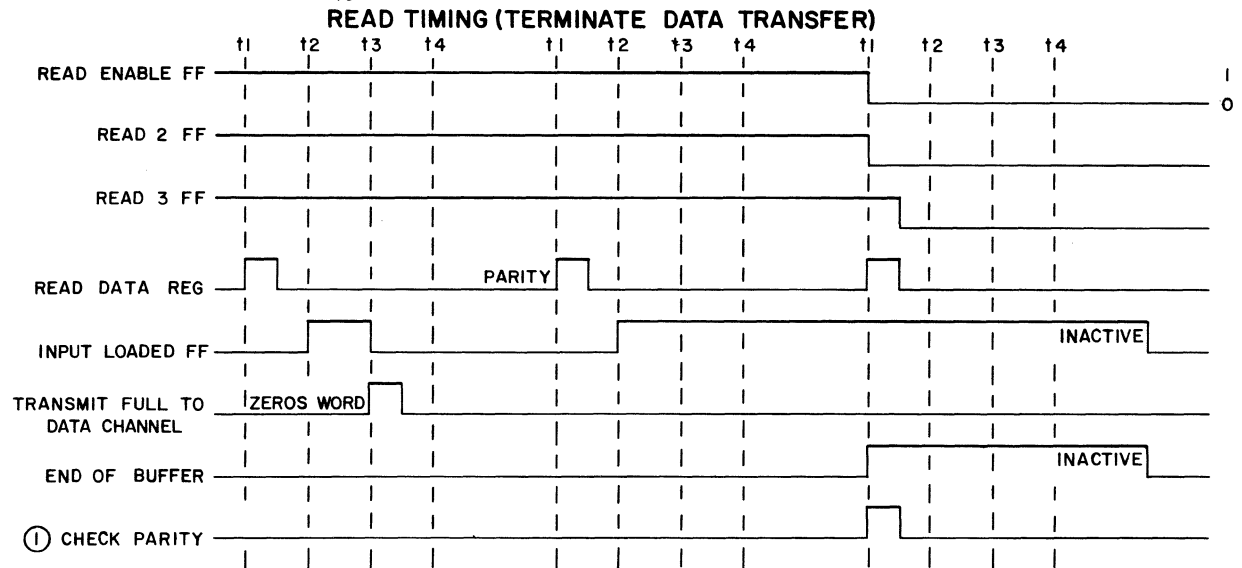 READ TIMING (TERMINATE DATA TRANSFER)
t1 t2 t3 t4 t1 t2 t3 t4 t1 t2 t3 t4
READ ENABLE FF
1
0
READ 2 FF
READ 3 FF
READ DATA REG
PARITY
INPUT LOADED FF
INACTIVE
TRANSMIT FULL TO
DATA CHANNEL
ZEROS WORD
END OF BUFFER
INACTIVE
① CHECK PARITY